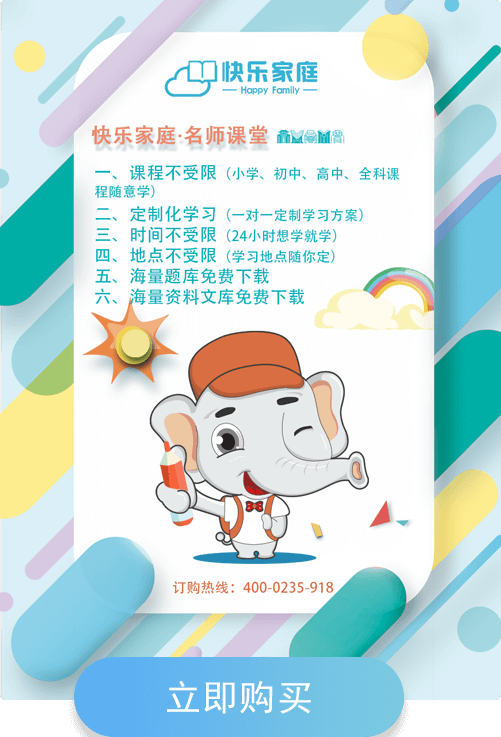 快乐家庭
Happy Family
快乐家庭·名师课堂
一、课程不受限（小学、初中、高中、全科课
程随意学）
二、定制化学习（一对一定制学习方案）
三、时间不受限（24小时想学就学）
四、地点不受限（学习地点随你定）
五、海量题库免费下载
六、海量资料文库免费下载
订购热线：400-0235-918
立即购买